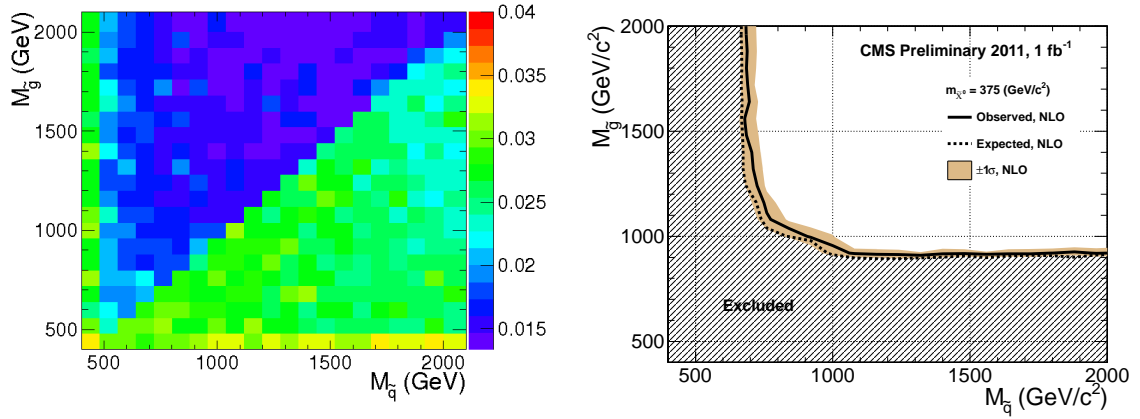 2000
1500
1000
500
M_g̃ (GeV)
500
1000
1500
2000
M_q̃ (GeV)
0.04
0.035
0.03
0.025
0.02
0.015
2000
1500
1000
500
M_g̃ (GeV/c²)
CMS Preliminary 2011, 1 fb⁻¹
m_χ̃⁰ = 375 (GeV/c²)
Observed, NLO
Expected, NLO
±1σ, NLO
Excluded
500
1000
1500
2000
M_q̃ (GeV/c²)